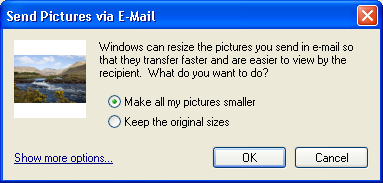 Send Pictures via E-Mail
Windows can resize the pictures you send in e-mail so
that they transfer faster and are easier to view by the
recipient. What do you want to do?
Make all my pictures smaller
Keep the original sizes
Show more options...
OK
Cancel